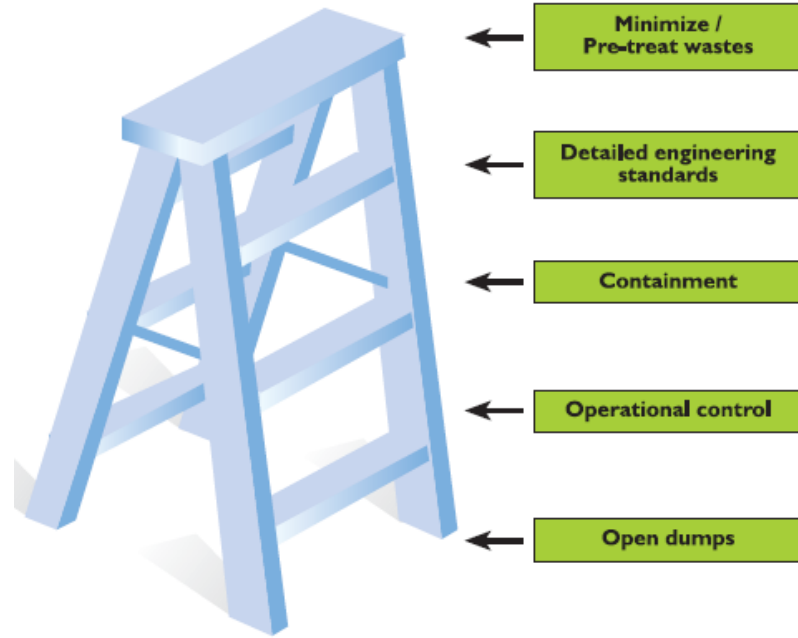 Minimize /
Pre-treat wastes
Detailed engineering
standards
Containment
Operational control
Open dumps